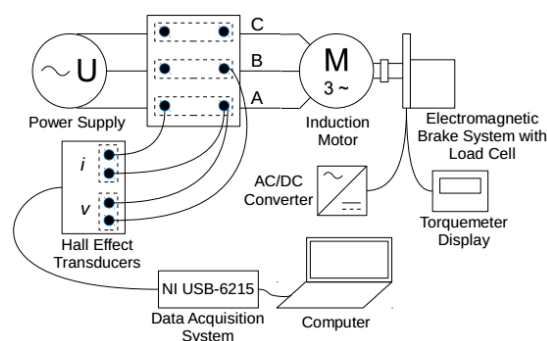 C
B
A
U
M
3 ~
Power Supply
Induction
Motor
Electromagnetic
Brake System with
Load Cell
i
v
Hall Effect
Transducers
AC/DC
Converter
Torquemeter
Display
NI USB-6215
Data Acquisition
System
Computer